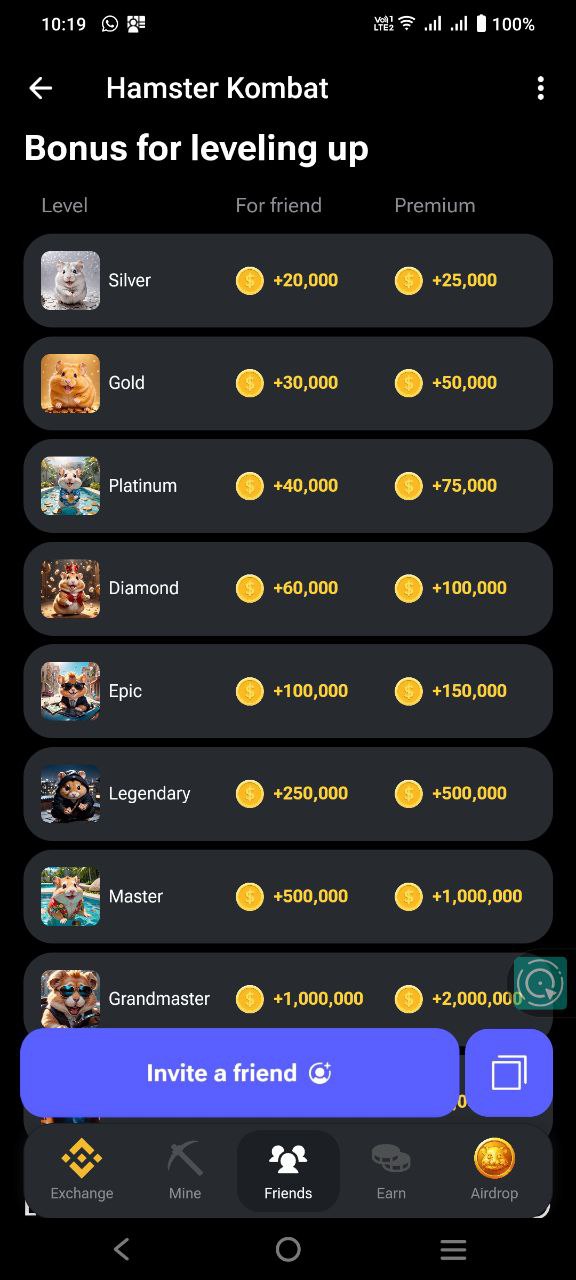 10:19 Voll) 1 LTE2 100%
Hamster Kombat
Bonus for leveling up
Level For friend Premium
Silver +20,000 +25,000
Gold +30,000 +50,000
Platinum +40,000 +75,000
Diamond +60,000 +100,000
Epic +100,000 +150,000
Legendary +250,000 +500,000
Master +500,000 +1,000,000
Grandmaster +1,000,000 +2,000,000
Invite a friend
Exchange Mine Friends Earn Airdrop